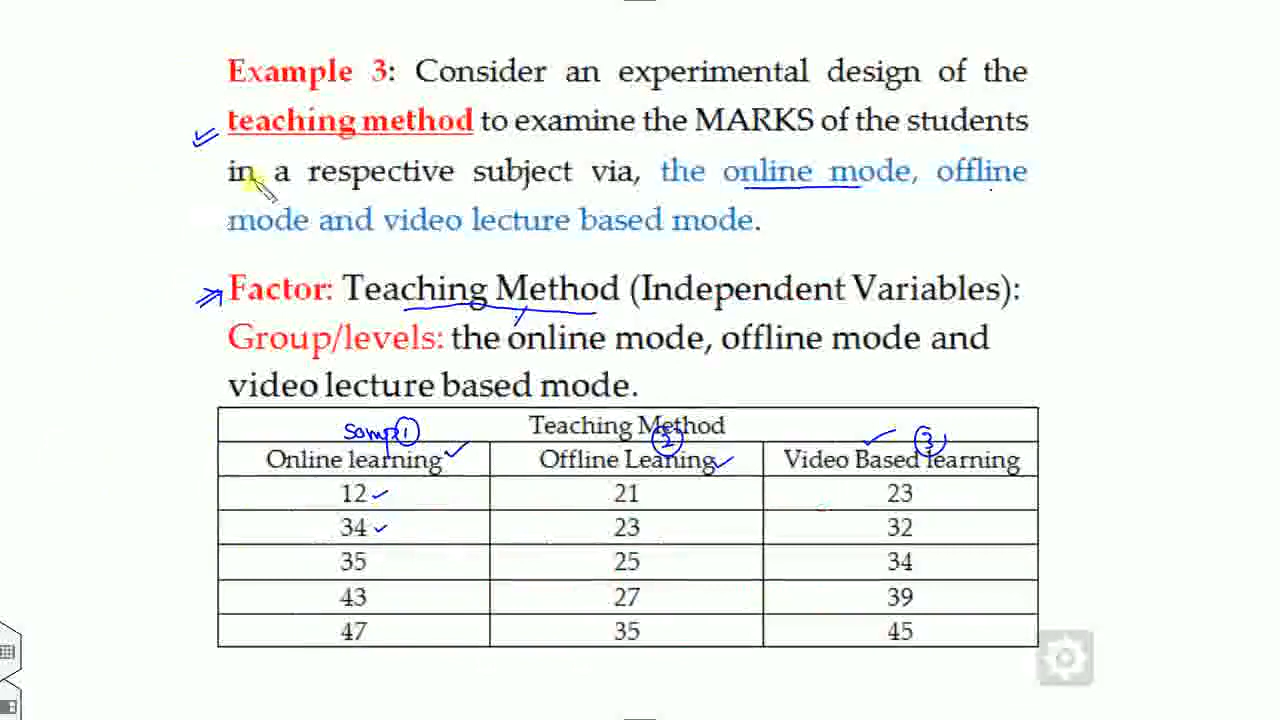 Example 3: Consider an experimental design of the
teaching method to examine the MARKS of the students
in a respective subject via, the online mode, offline
mode and video lecture based mode.
Factor: Teaching Method (Independent Variables):
Group/levels: the online mode, offline mode and
video lecture based mode.
Teaching Method
1 2 3
Online learning Offline Leaning Video Based learning
12 21 23
34 23 32
35 25 34
43 27 39
47 35 45